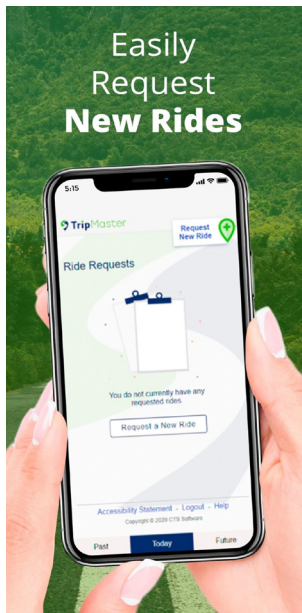 Easily
Request
New Rides
5:15
TripMaster
Request
New Ride
Ride Requests
You do not currently have any
requested rides.
Request a New Ride
Accessibility Statement - Logout - Help
Copyright © 2020 CTS Software
Past Today Future